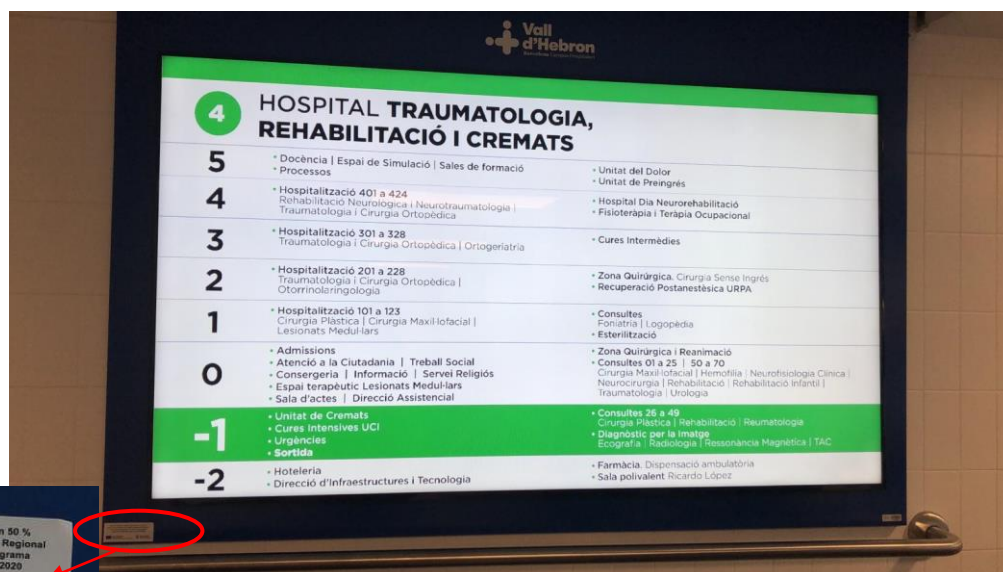 Vall
d'Hebron
4
HOSPITAL TRAUMATOLOGIA,
REHABILITACIÓ I CREMATS
5
• Docència | Espai de Simulació | Sales de formació
• Processos
• Unitat del Dolor
• Unitat de Preingrés
4
• Hospitalització 401 a 424
Rehabilitació Neurològica i Neurotraumatologia |
Traumatologia i Cirurgia Ortopèdica
• Hospital Dia Neurorehabilitació
• Fisioteràpia i Teràpia Ocupacional
3
• Hospitalització 301 a 328
Traumatologia i Cirurgia Ortopèdica | Ortogeriatria
• Cures Intermèdies
2
• Hospitalització 201 a 228
Traumatologia i Cirurgia Ortopèdica |
Otorrinolaringologia
• Zona Quirúrgica. Cirurgia Sense Ingrés
• Recuperació Postanestèsica URPA
1
• Hospitalització 101 a 123
Cirurgia Plàstica | Cirurgia Maxil·lofacial |
Lesionats Medul·lars
• Consultes
Foniatria | Logopèdia
• Esterilització
0
• Admissions
• Atenció a la Ciutadania | Treball Social
• Consergeria | Informació | Servei Religiós
• Espai terapèutic Lesionats Medul·lars
• Sala d'actes | Direcció Assistencial
• Zona Quirúrgica i Reanimació
• Consultes 01 a 25 | 50 a 70
Cirurgia Maxil·lofacial | Hemofília | Neurofisiologia Clínica |
Neurocirurgia | Rehabilitació | Rehabilitació Infantil |
Traumatologia | Urologia
-1
• Unitat de Cremats
• Cures Intensives UCI
• Urgències
• Sortida
• Consultes 26 a 49
Cirurgia Plàstica | Rehabilitació | Reumatologia
• Diagnòstic per la Imatge
Ecografia | Radiologia | Ressonància Magnètica | TAC
-2
• Hoteleria
• Direcció d'Infraestructures i Tecnologia
• Farmàcia. Dispensació ambulatòria
• Sala polivalent Ricardo López
50 %
Regional
grama
2020